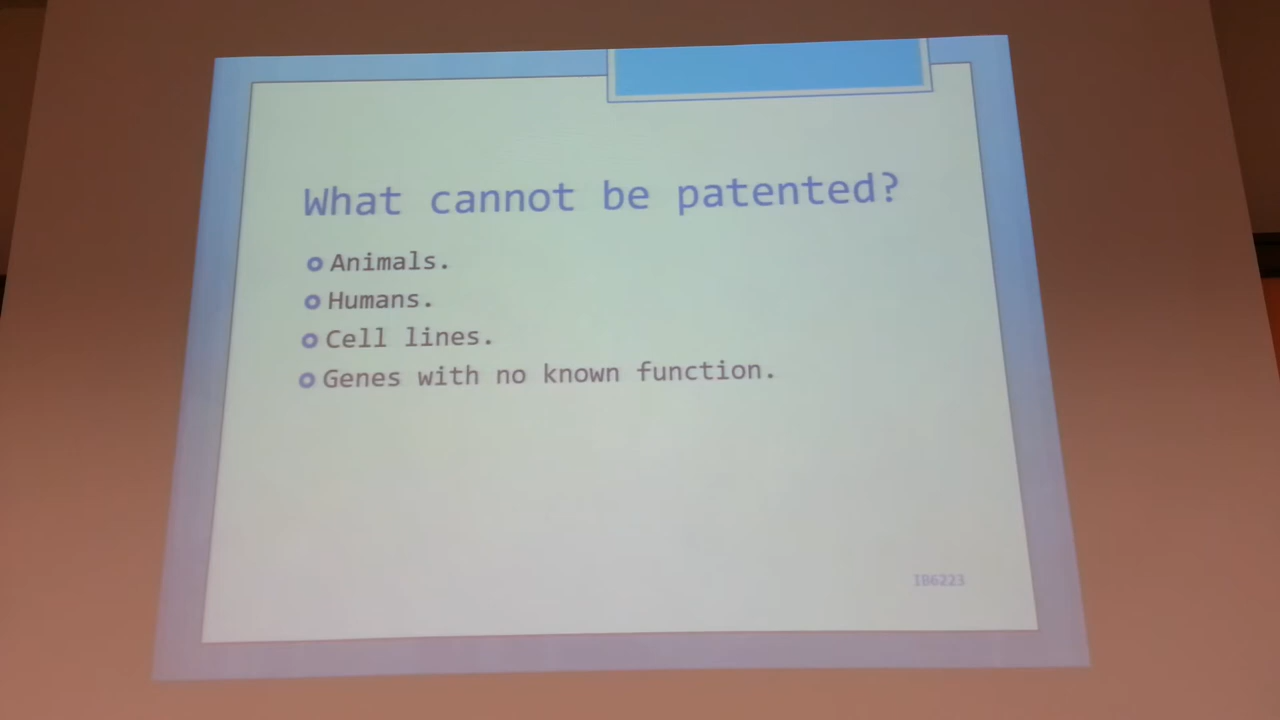 What cannot be patented?
Animals.
Humans.
Cell lines.
Genes with no known function.
IB6223